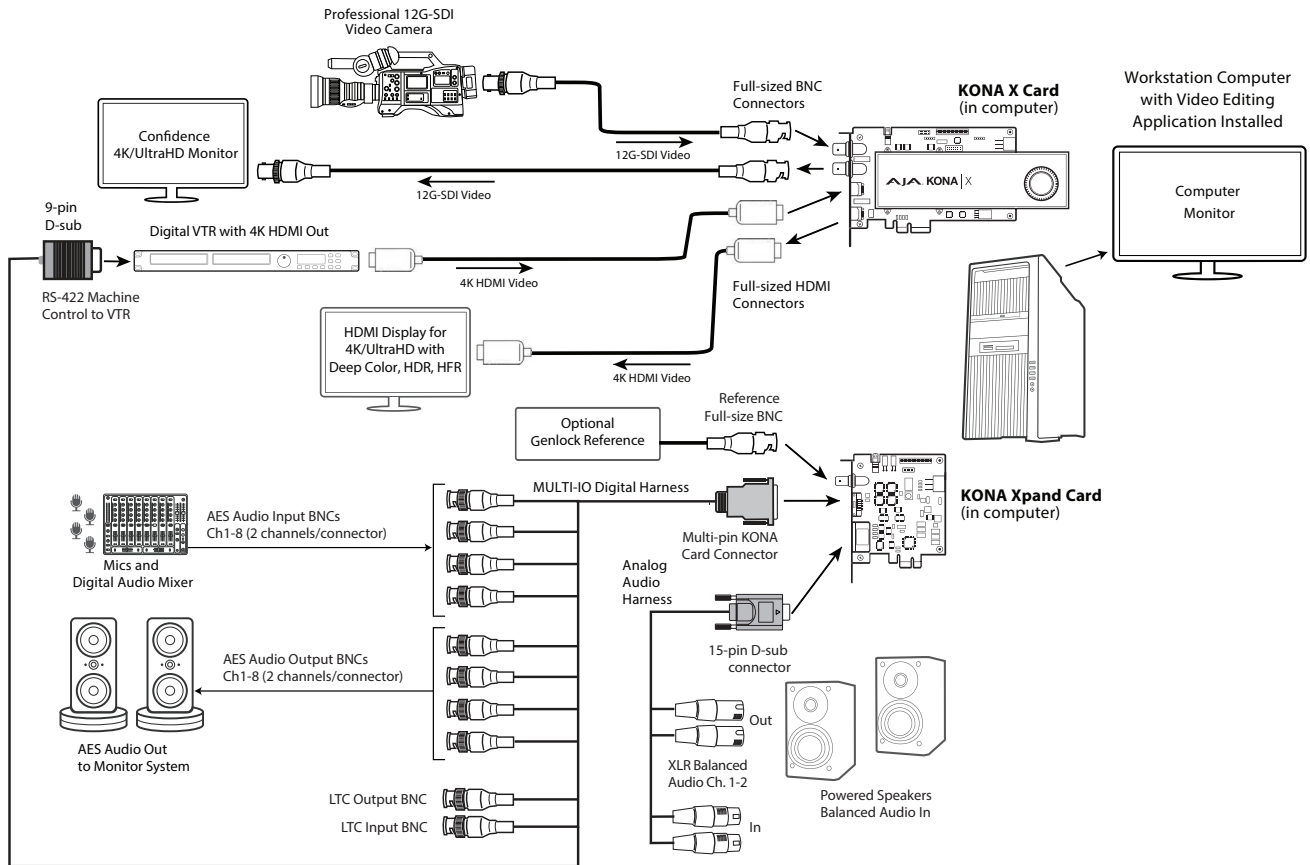 Professional 12G-SDI
Video Camera
Full-sized BNC
Connectors
KONA X Card
(in computer)
Workstation Computer
with Video Editing
Application Installed
Confidence
4K/UltraHD Monitor
12G-SDI Video
12G-SDI Video
AJA KONA X
Computer
Monitor
9-pin
D-sub
Digital VTR with 4K HDMI Out
4K HDMI Video
RS-422 Machine
Control to VTR
Full-sized HDMI
Connectors
HDMI Display for
4K/UltraHD with
Deep Color, HDR, HFR
4K HDMI Video
Optional
Genlock Reference
Reference
Full-size BNC
MULTI-IO Digital Harness
KONA Xpand Card
(in computer)
Multi-pin KONA
Card Connector
AES Audio Input BNCs
Ch1-8 (2 channels/connector)
Mics and
Digital Audio Mixer
Analog
Audio
Harness
15-pin D-sub
connector
AES Audio Output BNCs
Ch1-8 (2 channels/connector)
AES Audio Out
to Monitor System
Out
XLR Balanced
Audio Ch. 1-2
In
Powered Speakers
Balanced Audio In
LTC Output BNC
LTC Input BNC